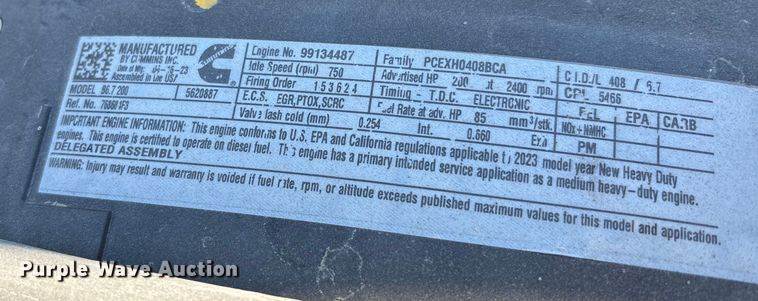 MANUFACTURED
BY CUMMINS INC.
Date of Mfg.
Assembled in the USA
MODEL B6.7 200 5620887
Ref. No.
Engine No. 99134487
Idle Speed (rpm) 750
Firing Order 153624
E.C.S. EGR,PTOX,SCRC
Valve lash cold (mm) 0.254 Int. 0.660 Exh
Family PCEXH0408BCA
Advertised HP 200 at 2400 rpm
Timing - T.D.C. ELECTRONIC
Fuel Rate at adv. HP 85 mm³/stk.
C.I.D./L 408 / 6.7
CPL 5466
FEL EPA CARB
NOx+NMHC
PM
IMPORTANT ENGINE INFORMATION: This engine conforms to U.S. EPA and California regulations applicable to 2023 model year New Heavy Duty
engines. This engine is certified to operate on diesel fuel. This engine has a primary intended service application as a medium heavy-duty engine.
DELEGATED ASSEMBLY
WARNING: Injury may result and warranty is voided if fuel rate, rpm, or altitude exceeds published maximum values for this model and application.
Purple Wave Auction